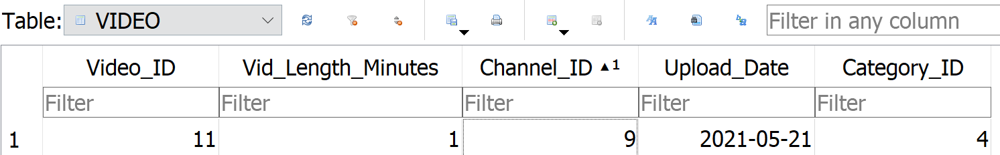 Table: VIDEO Filter in any column
Video_ID Vid_Length_Minutes Channel_ID ▲1 Upload_Date Category_ID
Filter Filter Filter Filter Filter
1 11 1 9 2021-05-21 4